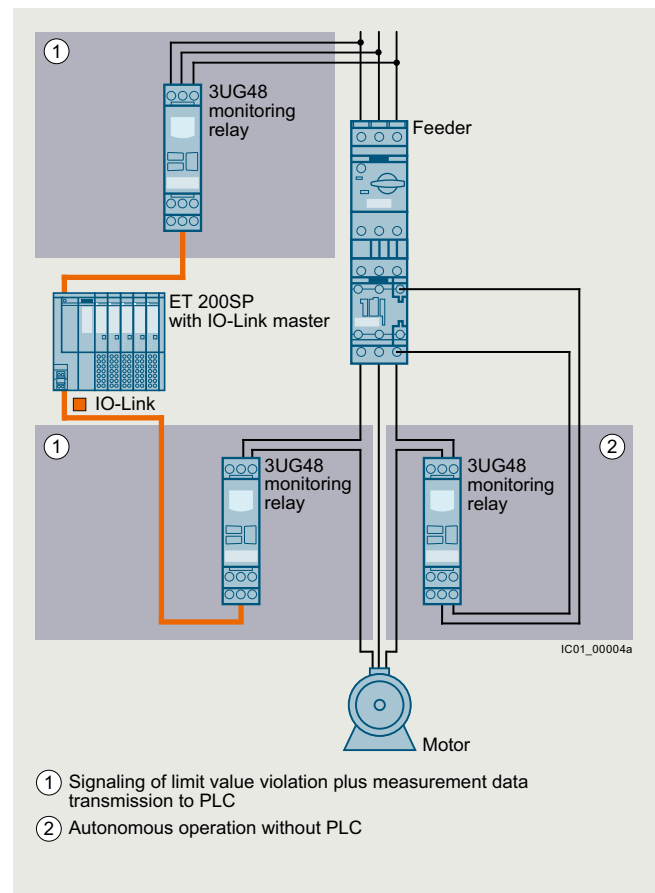 1
3UG48
monitoring
relay
Feeder
ET 200SP
with IO-Link master
IO-Link
1
3UG48
monitoring
relay
3UG48
monitoring
relay
2
IC01_00004a
Motor
1 Signaling of limit value violation plus measurement data
transmission to PLC
2 Autonomous operation without PLC